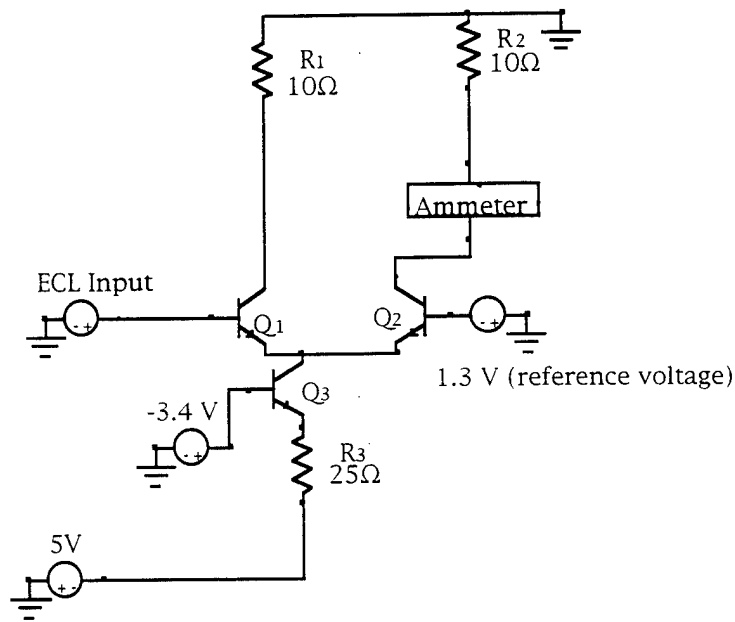 R1
10Ω
R2
10Ω
Ammeter
ECL Input
- +
Q1
Q2
- +
1.3 V (reference voltage)
Q3
-3.4 V
- +
R3
25Ω
5V
+ -